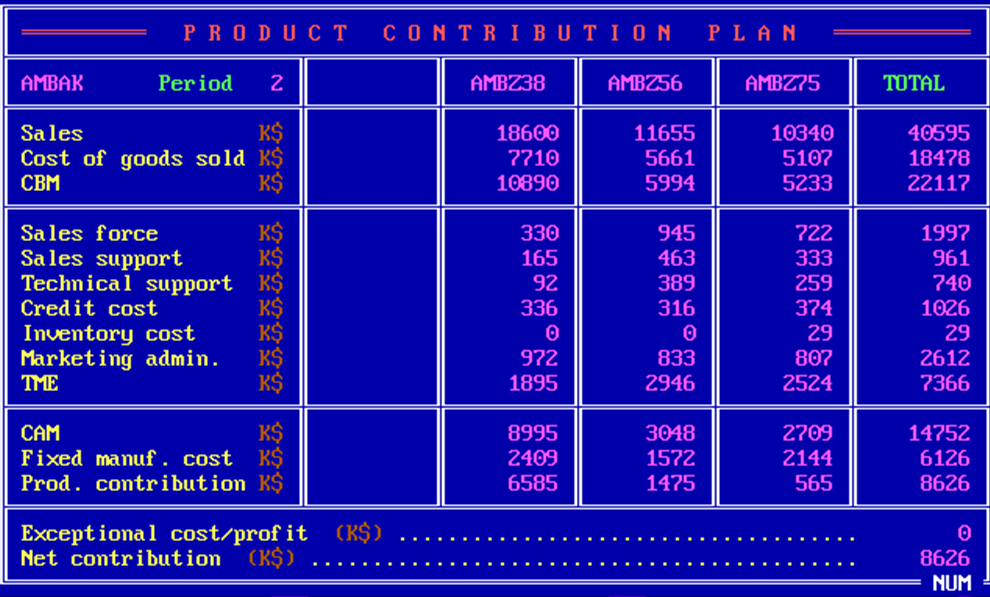 PRODUCT CONTRIBUTION PLAN
AMBAK Period 2 AMBZ38 AMBZ56 AMBZ75 TOTAL
Sales K$ 18600 11655 10340 40595
Cost of goods sold K$ 7710 5661 5107 18478
CBM K$ 10890 5994 5233 22117
Sales force K$ 330 945 722 1997
Sales support K$ 165 463 333 961
Technical support K$ 92 389 259 740
Credit cost K$ 336 316 374 1026
Inventory cost K$ 0 0 29 29
Marketing admin. K$ 972 833 807 2612
TME K$ 1895 2946 2524 7366
CAM K$ 8995 3048 2709 14752
Fixed manuf. cost K$ 2409 1572 2144 6126
Prod. contribution K$ 6585 1475 565 8626
Exceptional cost/profit (K$) ..................................... 0
Net contribution (K$) ............................................ 8626
NUM